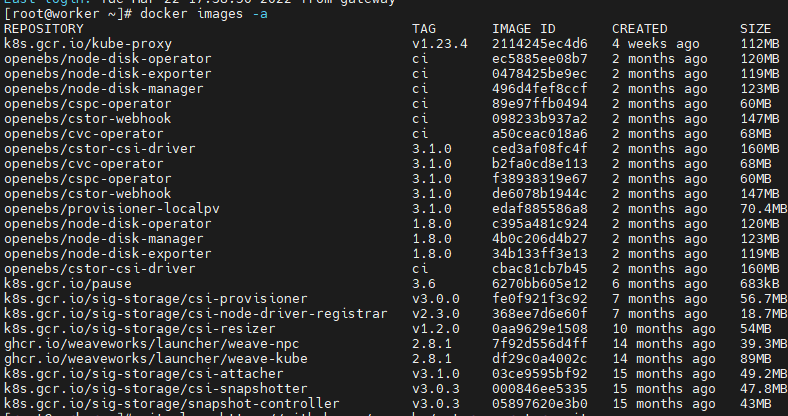 Last login: Tue Mar 22 17:38:50 2022 from gateway
[root@worker ~]# docker images -a
REPOSITORY TAG IMAGE ID CREATED SIZE
k8s.gcr.io/kube-proxy v1.23.4 2114245ec4d6 4 weeks ago 112MB
openebs/node-disk-operator ci ec5885ee08b7 2 months ago 120MB
openebs/node-disk-exporter ci 0478425be9ec 2 months ago 119MB
openebs/node-disk-manager ci 496d4fef8ccf 2 months ago 123MB
openebs/cspc-operator ci 89e97ffb0494 2 months ago 60MB
openebs/cstor-webhook ci 098233b937a2 2 months ago 147MB
openebs/cvc-operator ci a50ceac018a6 2 months ago 68MB
openebs/cstor-csi-driver 3.1.0 ced3af08fc4f 2 months ago 160MB
openebs/cvc-operator 3.1.0 b2fa0cd8e113 2 months ago 68MB
openebs/cspc-operator 3.1.0 f38938319e67 2 months ago 60MB
openebs/cstor-webhook 3.1.0 de6078b1944c 2 months ago 147MB
openebs/provisioner-localpv 3.1.0 edaf885586a8 2 months ago 70.4MB
openebs/node-disk-operator 1.8.0 c395a481c924 2 months ago 120MB
openebs/node-disk-manager 1.8.0 4b0c206d4b27 2 months ago 123MB
openebs/node-disk-exporter 1.8.0 34b133ff3e13 2 months ago 119MB
openebs/cstor-csi-driver ci cbac81cb7b45 2 months ago 160MB
k8s.gcr.io/pause 3.6 6270bb605e12 6 months ago 683kB
k8s.gcr.io/sig-storage/csi-provisioner v3.0.0 fe0f921f3c92 7 months ago 56.7MB
k8s.gcr.io/sig-storage/csi-node-driver-registrar v2.3.0 368ee7d6e60f 7 months ago 18.7MB
k8s.gcr.io/sig-storage/csi-resizer v1.2.0 0aa9629e1508 10 months ago 54MB
ghcr.io/weaveworks/launcher/weave-npc 2.8.1 7f92d556d4ff 14 months ago 39.3MB
ghcr.io/weaveworks/launcher/weave-kube 2.8.1 df29c0a4002c 14 months ago 89MB
k8s.gcr.io/sig-storage/csi-attacher v3.1.0 03ce9595bf92 15 months ago 49.2MB
k8s.gcr.io/sig-storage/csi-snapshotter v3.0.3 000846ee5335 15 months ago 47.8MB
k8s.gcr.io/sig-storage/snapshot-controller v3.0.3 05897620e3b0 15 months ago 43MB